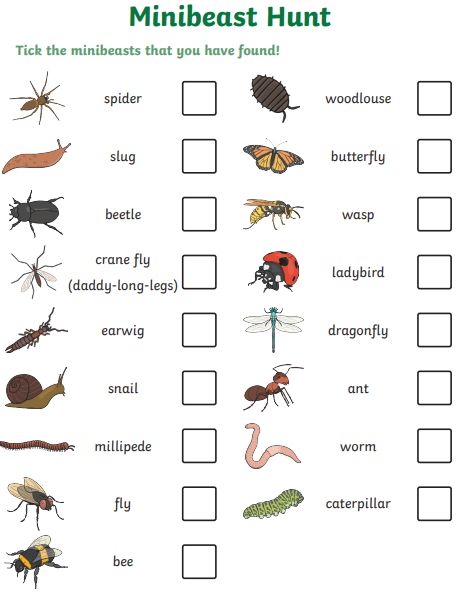 Minibeast Hunt
Tick the minibeasts that you have found!
spider
woodlouse
slug
butterfly
beetle
wasp
crane fly
(daddy-long-legs)
ladybird
earwig
dragonfly
snail
ant
millipede
worm
fly
caterpillar
bee